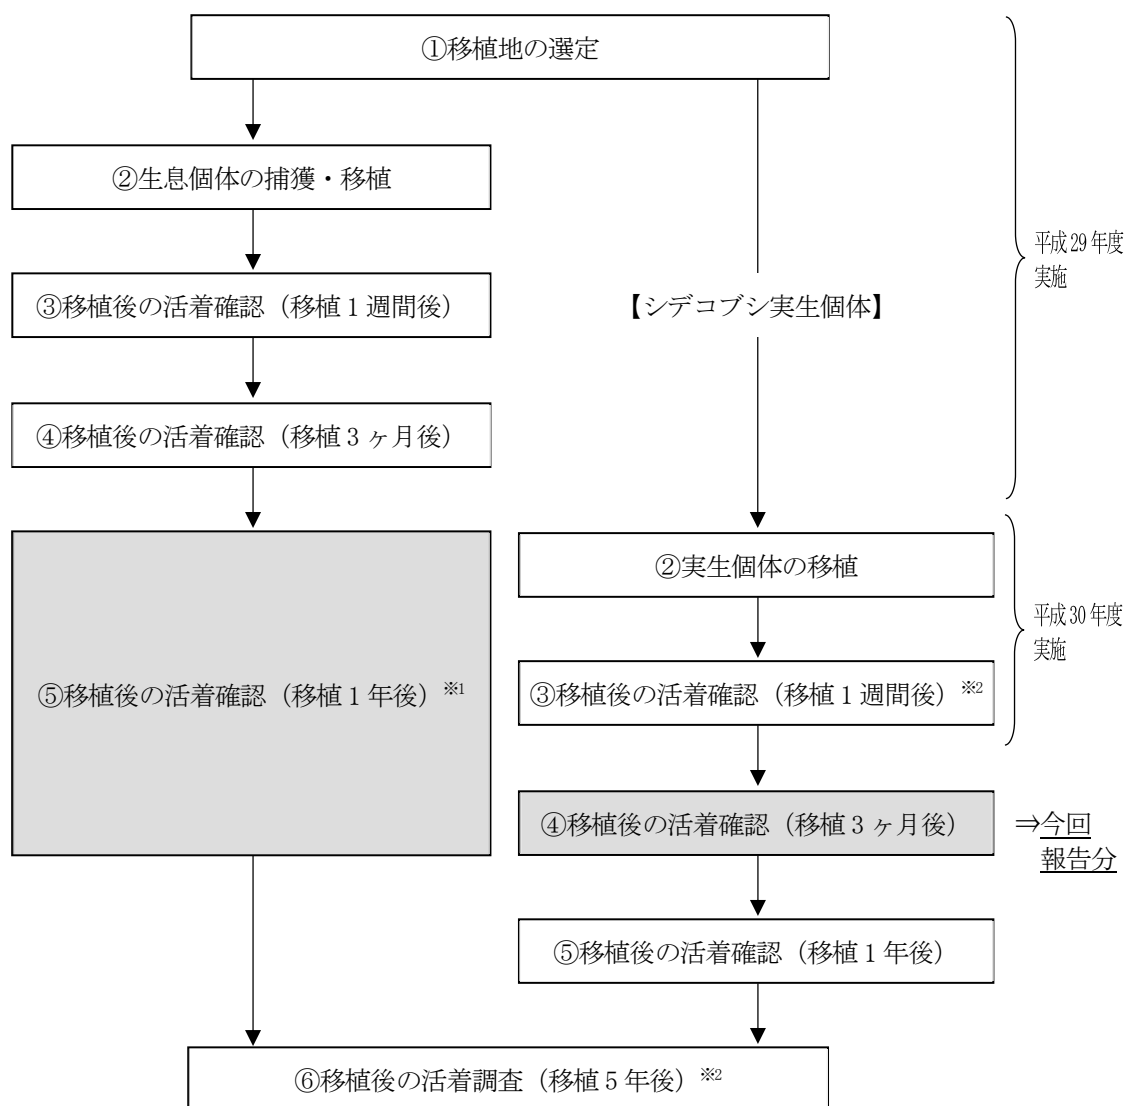 ①移植地の選定
②生息個体の捕獲・移植
平成29年度
実施
③移植後の活着確認（移植1週間後）
【シデコブシ実生個体】
④移植後の活着確認（移植3ヶ月後）
②実生個体の移植
平成30年度
実施
⑤移植後の活着確認（移植1年後）※1
③移植後の活着確認（移植1週間後）※2
④移植後の活着確認（移植3ヶ月後）
⇒今回
報告分
⑤移植後の活着確認（移植1年後）
⑥移植後の活着調査（移植5年後）※2